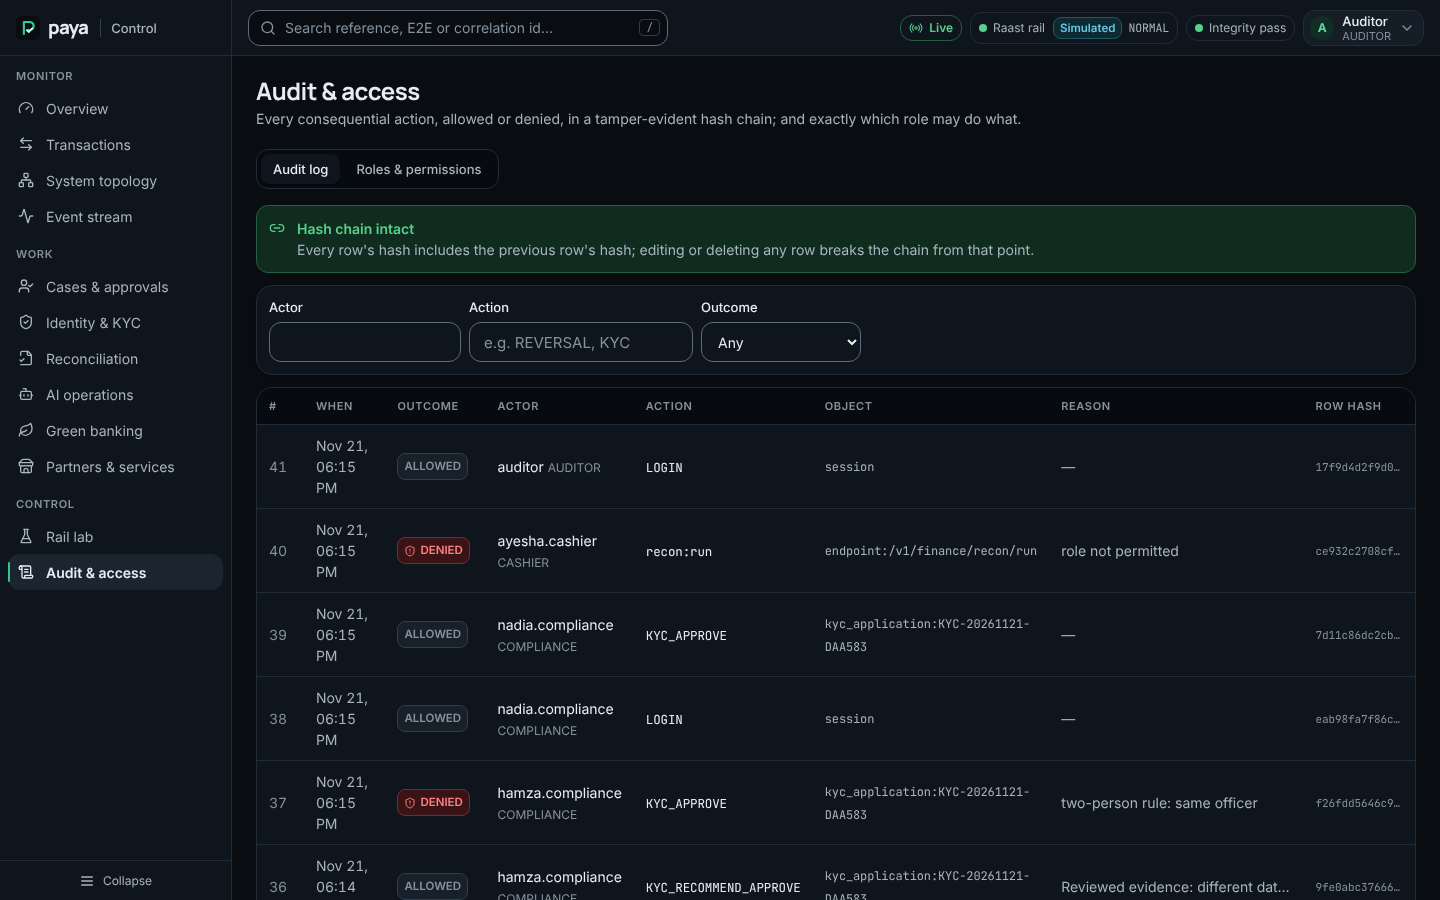 paya
Control
Search reference, E2E or correlation id...
/
Live
Raast rail
Simulated
NORMAL
Integrity pass
A
Auditor
AUDITOR
MONITOR
Overview
Transactions
System topology
Event stream
WORK
Cases & approvals
Identity & KYC
Reconciliation
AI operations
Green banking
Partners & services
CONTROL
Rail lab
Audit & access
Collapse
Audit & access
Every consequential action, allowed or denied, in a tamper-evident hash chain; and exactly which role may do what.
Audit log
Roles & permissions
Hash chain intact
Every row's hash includes the previous row's hash; editing or deleting any row breaks the chain from that point.
Actor
Action
Outcome
e.g. REVERSAL, KYC
Any
# WHEN OUTCOME ACTOR ACTION OBJECT REASON ROW HASH
41
Nov 21,
06:15
PM
ALLOWED
auditor AUDITOR
LOGIN
session
—
17f9d4d2f9d0…
40
Nov 21,
06:15
PM
DENIED
ayesha.cashier
CASHIER
recon:run
endpoint:/v1/finance/recon/run
role not permitted
ce932c2708cf…
39
Nov 21,
06:15
PM
ALLOWED
nadia.compliance
COMPLIANCE
KYC_APPROVE
kyc_application:KYC-20261121-
DAA583
—
7d11c86dc2cb…
38
Nov 21,
06:15
PM
ALLOWED
nadia.compliance
COMPLIANCE
LOGIN
session
—
eab98fa7f86c…
37
Nov 21,
06:15
PM
DENIED
hamza.compliance
COMPLIANCE
KYC_APPROVE
kyc_application:KYC-20261121-
DAA583
two-person rule: same officer
f26fdd5646c9…
36
Nov 21,
06:14
ALLOWED
hamza.compliance
COMPLIANCE
KYC_RECOMMEND_APPROVE
kyc_application:KYC-20261121-
DAA583
Reviewed evidence: different dat…
9fe0abc37666…